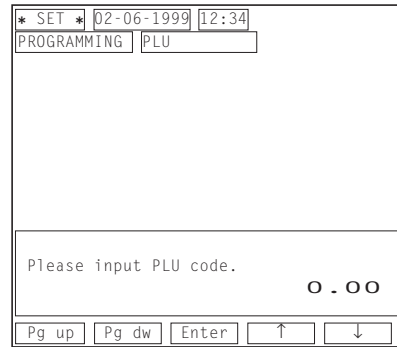 * SET * 02-06-1999 12:34
PROGRAMMING PLU
Please input PLU code.
0.00
Pg up Pg dw Enter ↑ ↓